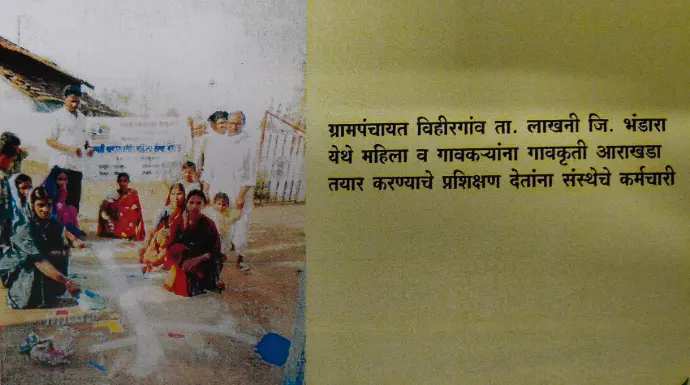 ग्रामपंचायत विहीरगांव ता. लाखनी जि. भंडारा
येथे महिला व गावकऱ्यांना गावकृती आराखडा
तयार करण्याचे प्रशिक्षण देतांना संस्थेचे कर्मचारी